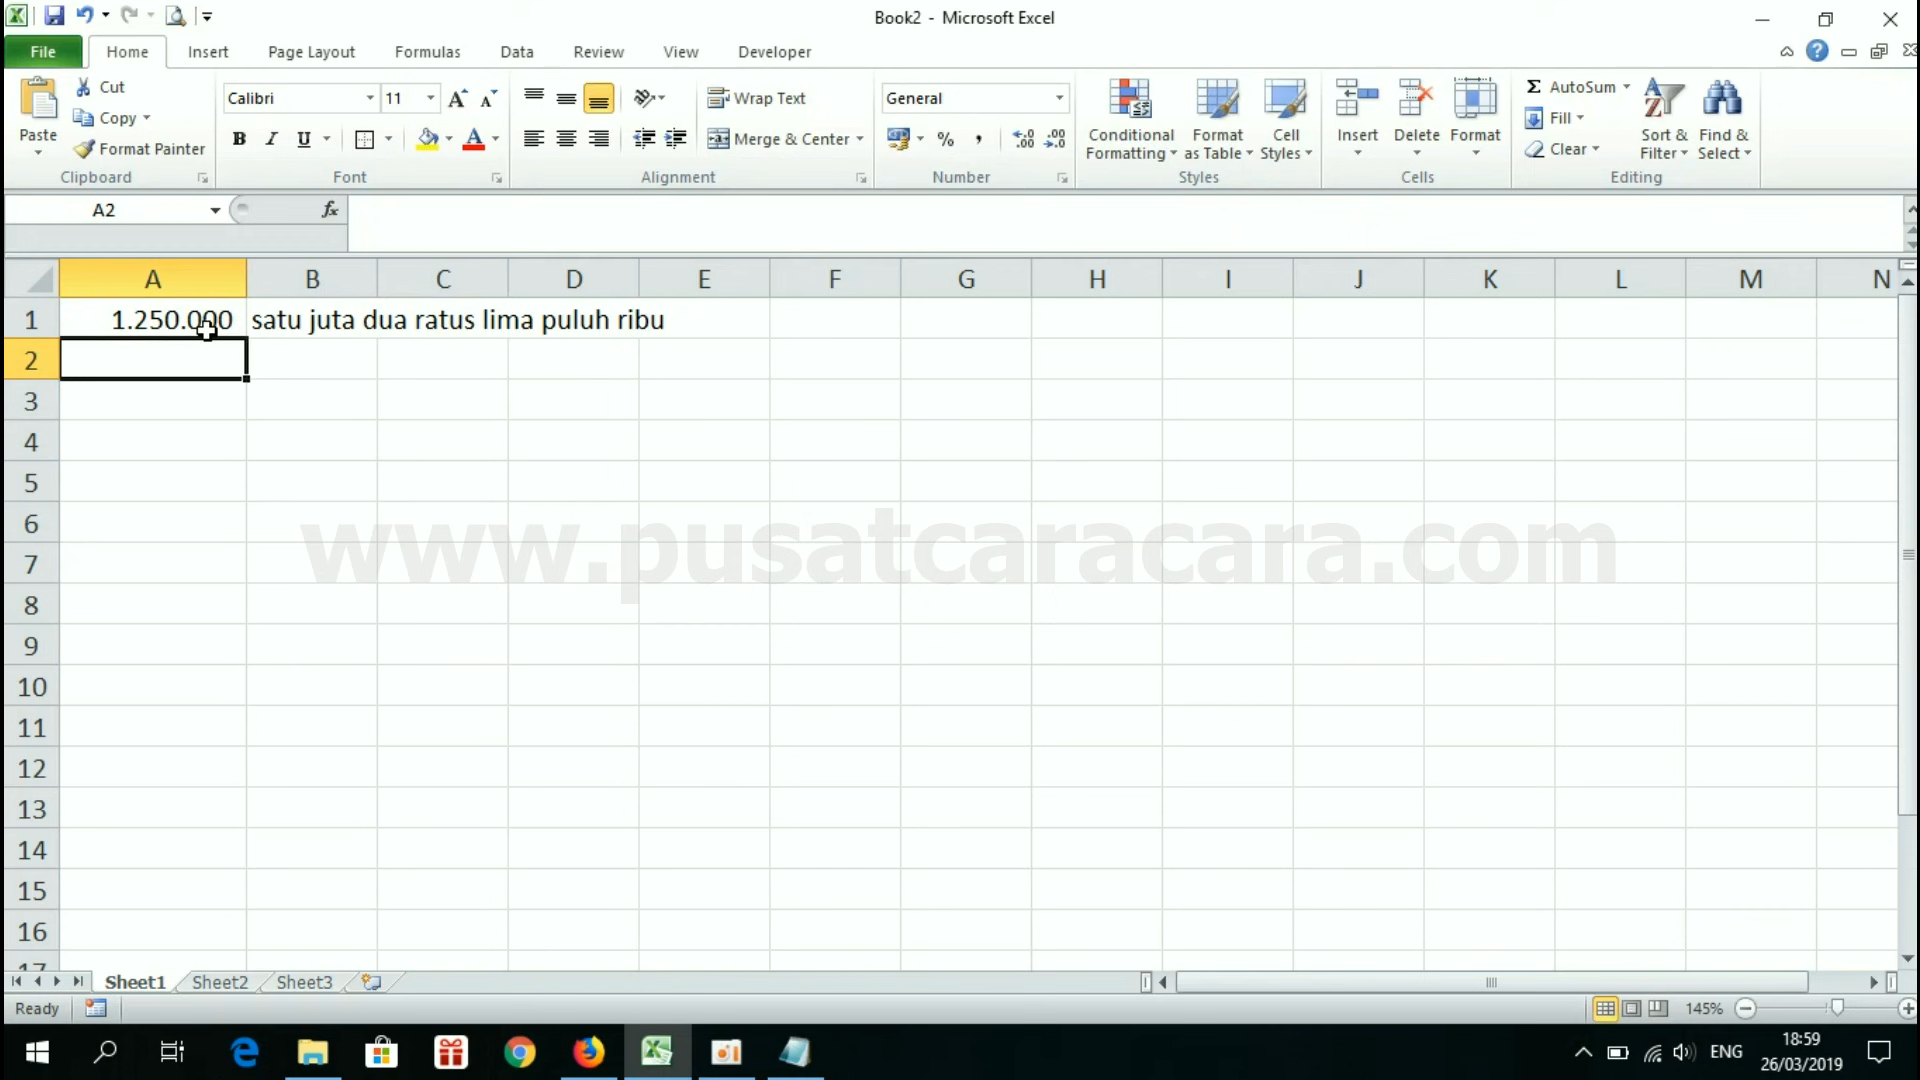 Book2 - Microsoft Excel
File Home Insert Page Layout Formulas Data Review View Developer
Paste
Cut
Copy
Format Painter
Clipboard
Calibri 11
B I U
Font
Wrap Text
Merge & Center
Alignment
General
%
Number
Conditional Formatting
Format as Table
Cell Styles
Styles
Insert
Delete
Format
Cells
Σ AutoSum
Fill
Clear
Sort & Filter
Find & Select
Editing
A2 fx
A B C D E F G H I J K L M N
1 1.250.000 satu juta dua ratus lima puluh ribu
2
3
4
5
6
www.pusatcaracara.com
7
8
9
10
11
12
13
14
15
16
17
Sheet1 Sheet2 Sheet3
Ready 145%
ENG
18:59
26/03/2019